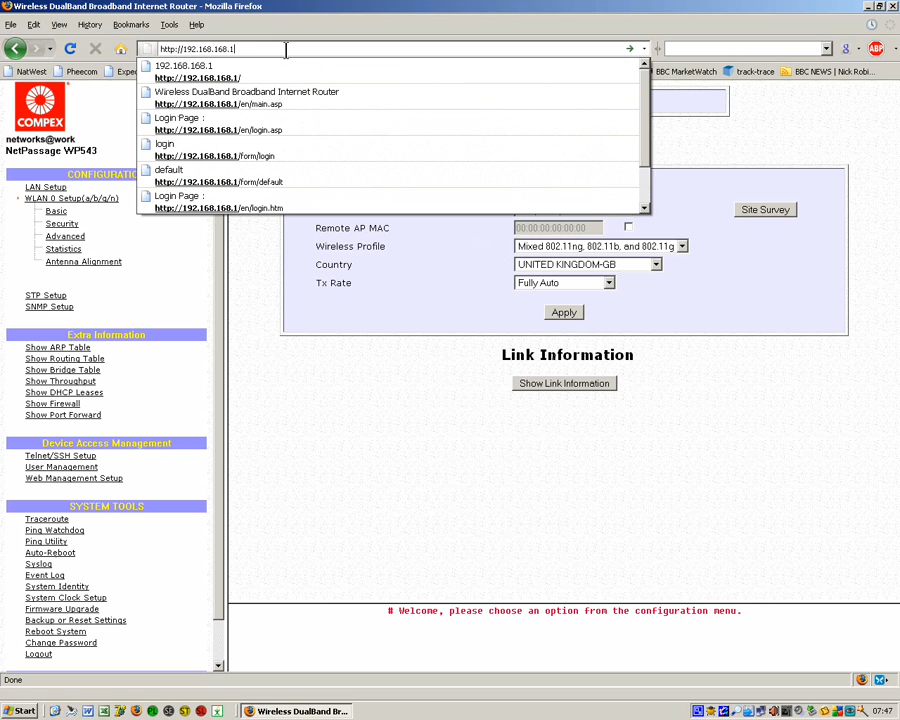 Wireless DualBand Broadband Internet Router - Mozilla Firefox
File Edit View History Bookmarks Tools Help
http://192.168.168.1
NatWest Pheecom BBC MarketWatch track-trace BBC NEWS | Nick Robi...
192.168.168.1
http://192.168.168.1/
Wireless DualBand Broadband Internet Router
http://192.168.168.1/en/main.asp
Login Page :
http://192.168.168.1/en/login.asp
login
http://192.168.168.1/form/login
default
http://192.168.168.1/form/default
Login Page :
http://192.168.168.1/en/login.htm
COMPEX
networks@work
NetPassage WP543
LAN Setup
WLAN 0 Setup(a/b/g/n)
Basic
Security
Advanced
Statistics
Antenna Alignment
STP Setup
SNMP Setup
Extra Information
Show ARP Table
Show Routing Table
Show Bridge Table
Show Throughput
Show DHCP Leases
Show Firewall
Show Port Forward
Device Access Management
Telnet/SSH Setup
User Management
Web Management Setup
SYSTEM TOOLS
Traceroute
Ping Watchdog
Ping Utility
Auto-Reboot
Syslog
Event Log
System Identity
System Clock Setup
Firmware Upgrade
Backup or Reset Settings
Reboot System
Change Password
Logout
Site Survey
Remote AP MAC 00:00:00:00:00:00
Wireless Profile Mixed 802.11ng, 802.11b, and 802.11g
Country UNITED KINGDOM-GB
Tx Rate Fully Auto
Apply
Link Information
Show Link Information
# Welcome, please choose an option from the configuration menu.
Done
Start
Wireless DualBand Br...
07:47